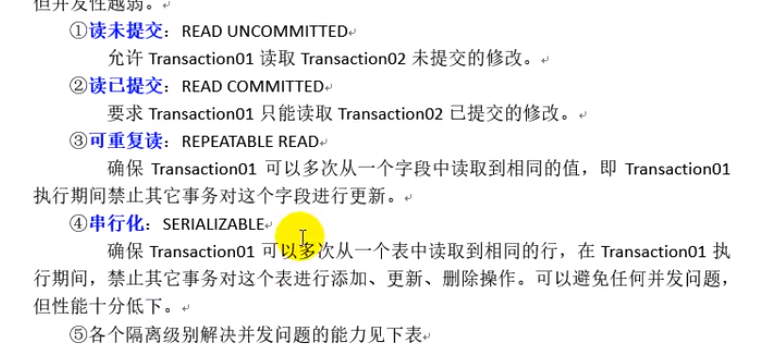 但并发性越弱。
①读未提交：READ UNCOMMITTED
允许 Transaction01 读取 Transaction02 未提交的修改。
②读已提交：READ COMMITTED
要求 Transaction01 只能读取 Transaction02 已提交的修改。
③可重复读：REPEATABLE READ
确保 Transaction01 可以多次从一个字段中读取到相同的值，即 Transaction01
执行期间禁止其它事务对这个字段进行更新。
④串行化：SERIALIZABLE
确保 Transaction01 可以多次从一个表中读取到相同的行，在 Transaction01 执
行期间，禁止其它事务对这个表进行添加、更新、删除操作。可以避免任何并发问题，
但性能十分低下。
⑤各个隔离级别解决并发问题的能力见下表